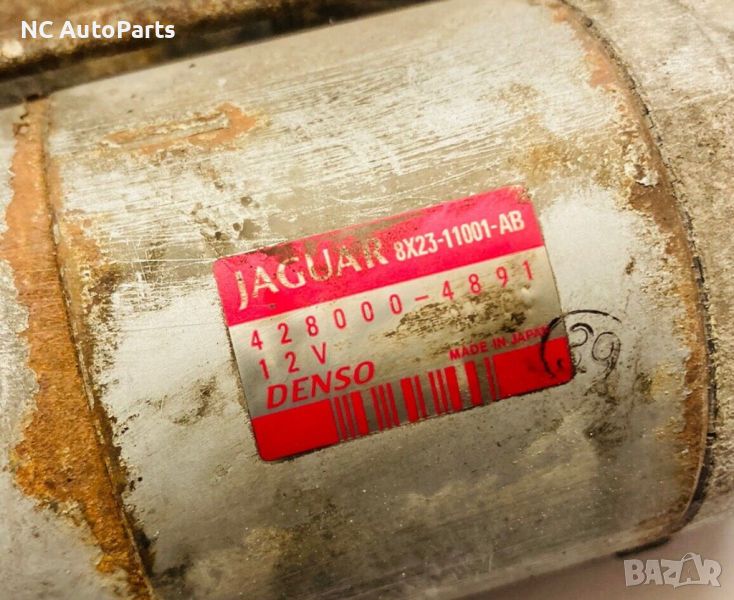 NC AutoParts
JAGUAR 8X23-11001-AB
428000-4891
12V
DENSO MADE IN JAPAN
BAZAR